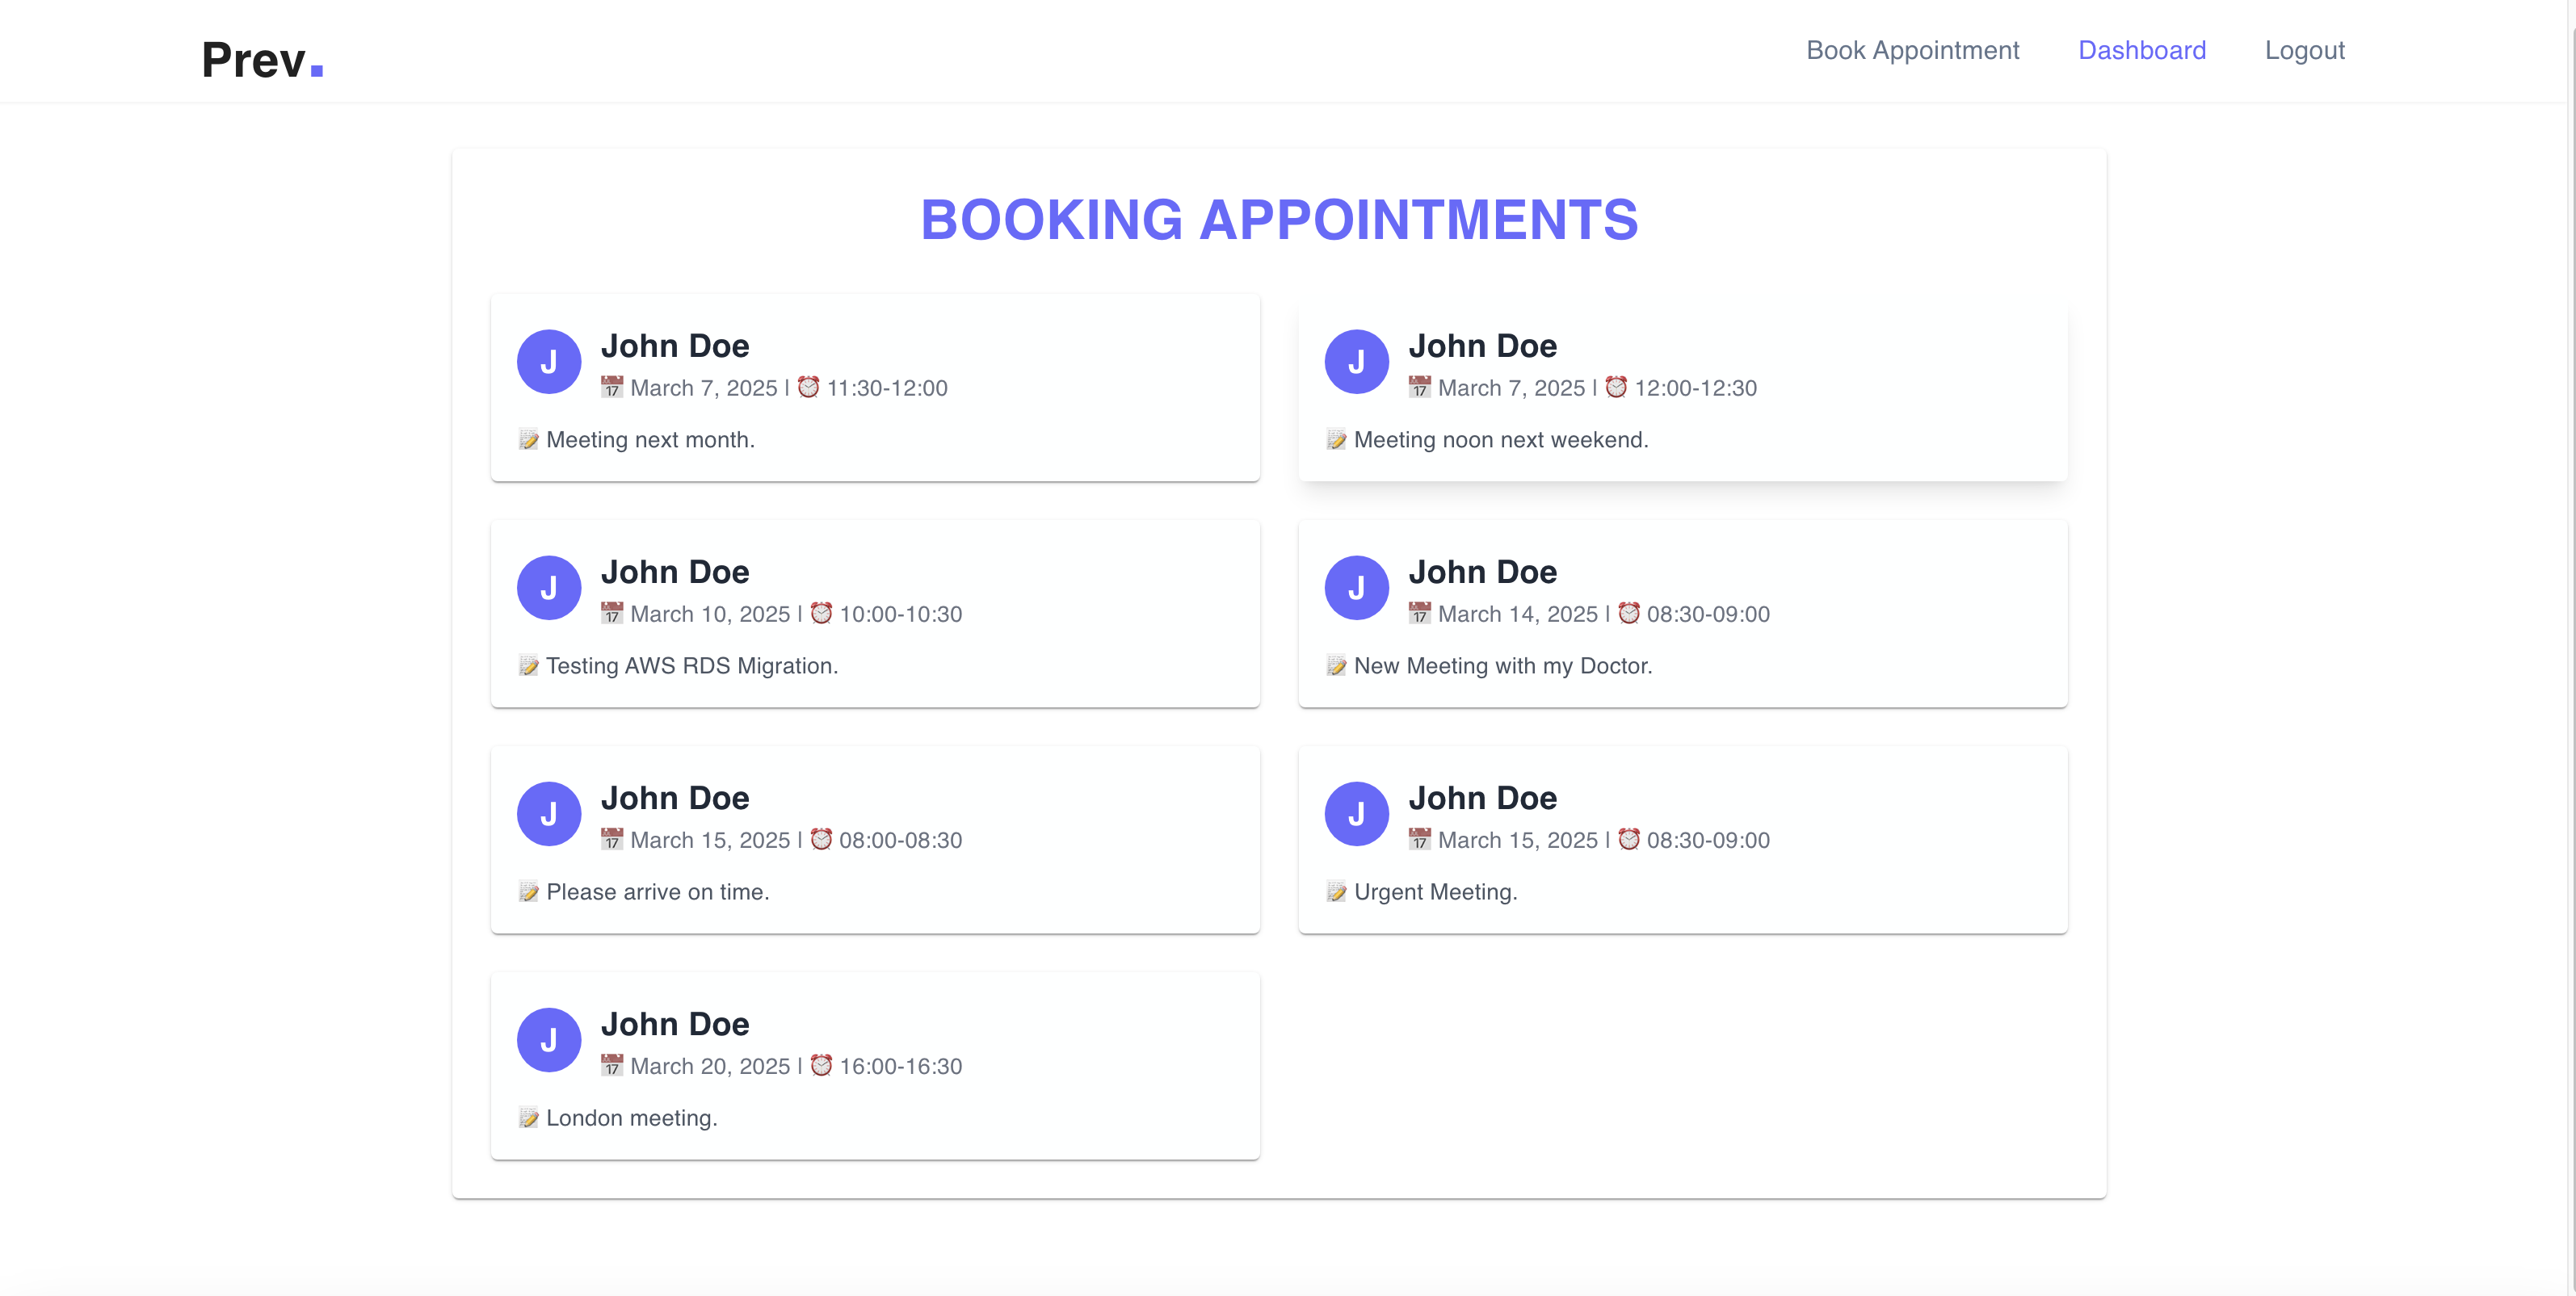 Prev.
Book Appointment Dashboard Logout
BOOKING APPOINTMENTS
J
John Doe
📅 March 7, 2025 | ⏰ 11:30-12:00
📝 Meeting next month.
J
John Doe
📅 March 7, 2025 | ⏰ 12:00-12:30
📝 Meeting noon next weekend.
J
John Doe
📅 March 10, 2025 | ⏰ 10:00-10:30
📝 Testing AWS RDS Migration.
J
John Doe
📅 March 14, 2025 | ⏰ 08:30-09:00
📝 New Meeting with my Doctor.
J
John Doe
📅 March 15, 2025 | ⏰ 08:00-08:30
📝 Please arrive on time.
J
John Doe
📅 March 15, 2025 | ⏰ 08:30-09:00
📝 Urgent Meeting.
J
John Doe
📅 March 20, 2025 | ⏰ 16:00-16:30
📝 London meeting.